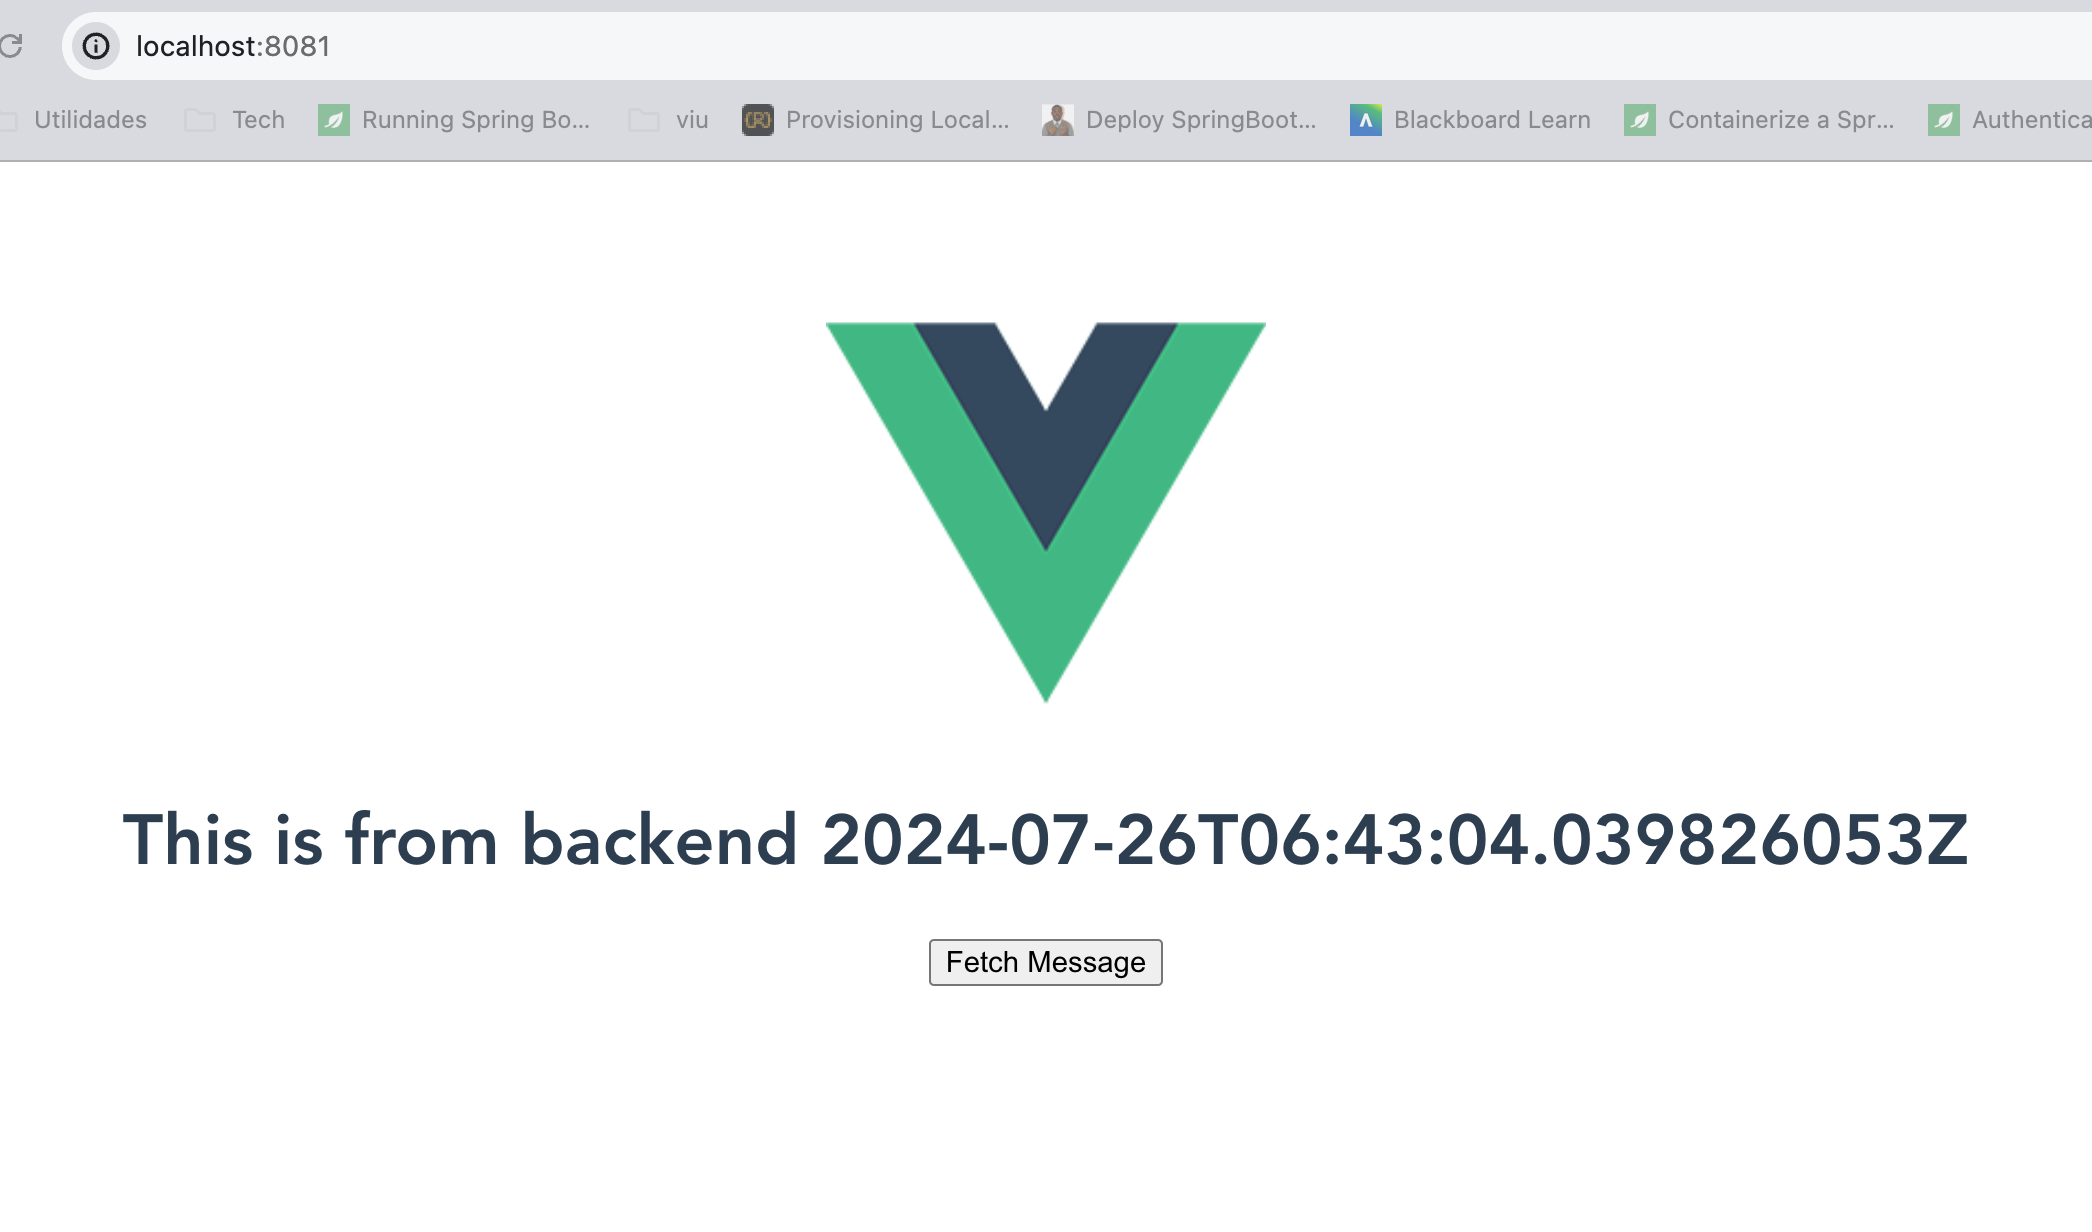 localhost:8081
Utilidades Tech Running Spring Bo... viu Provisioning Local... Deploy SpringBoot... Blackboard Learn Containerize a Spr... Authentica
This is from backend 2024-07-26T06:43:04.039826053Z
Fetch Message